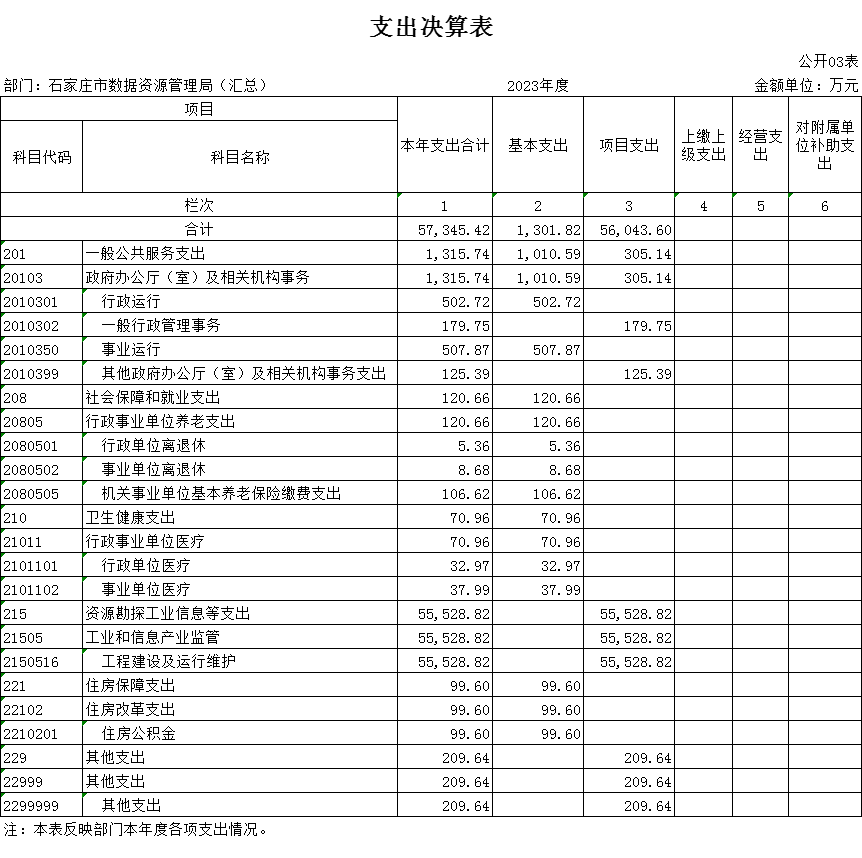 支出决算表
公开03表
部门：石家庄市数据资源管理局（汇总） 2023年度 金额单位：万元
项目 本年支出合计 基本支出 项目支出 上缴上级支出 经营支出 对附属单位补助支出
科目代码 科目名称
栏次 1 2 3 4 5 6
合计 57,345.42 1,301.82 56,043.60
201 一般公共服务支出 1,315.74 1,010.59 305.14
20103 政府办公厅（室）及相关机构事务 1,315.74 1,010.59 305.14
2010301 行政运行 502.72 502.72
2010302 一般行政管理事务 179.75 179.75
2010350 事业运行 507.87 507.87
2010399 其他政府办公厅（室）及相关机构事务支出 125.39 125.39
208 社会保障和就业支出 120.66 120.66
20805 行政事业单位养老支出 120.66 120.66
2080501 行政单位离退休 5.36 5.36
2080502 事业单位离退休 8.68 8.68
2080505 机关事业单位基本养老保险缴费支出 106.62 106.62
210 卫生健康支出 70.96 70.96
21011 行政事业单位医疗 70.96 70.96
2101101 行政单位医疗 32.97 32.97
2101102 事业单位医疗 37.99 37.99
215 资源勘探工业信息等支出 55,528.82 55,528.82
21505 工业和信息产业监管 55,528.82 55,528.82
2150516 工程建设及运行维护 55,528.82 55,528.82
221 住房保障支出 99.60 99.60
22102 住房改革支出 99.60 99.60
2210201 住房公积金 99.60 99.60
229 其他支出 209.64 209.64
22999 其他支出 209.64 209.64
2299999 其他支出 209.64 209.64
注：本表反映部门本年度各项支出情况。